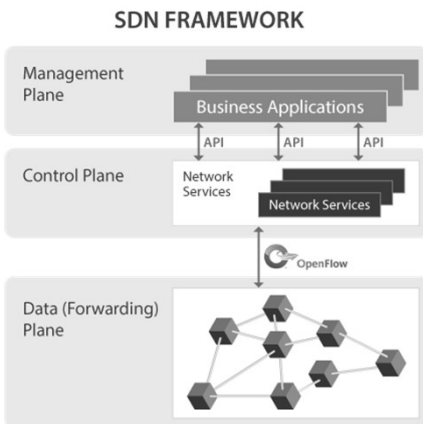 SDN FRAMEWORK
Management
Plane
Business Applications
API API API
Control Plane
Network
Services
Network Services
OpenFlow
Data (Forwarding)
Plane